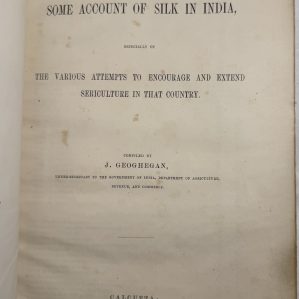 SOME ACCOUNT OF SILK IN INDIA,
ESPECIALLY OF
THE VARIOUS ATTEMPTS TO ENCOURAGE AND EXTEND
SERICULTURE IN THAT COUNTRY.
COMPILED BY
J. GEOGHEGAN,
UNDER-SECRETARY TO THE GOVERNMENT OF INDIA, DEPARTMENT OF AGRICULTURE,
REVENUE, AND COMMERCE.
CALCUTTA: